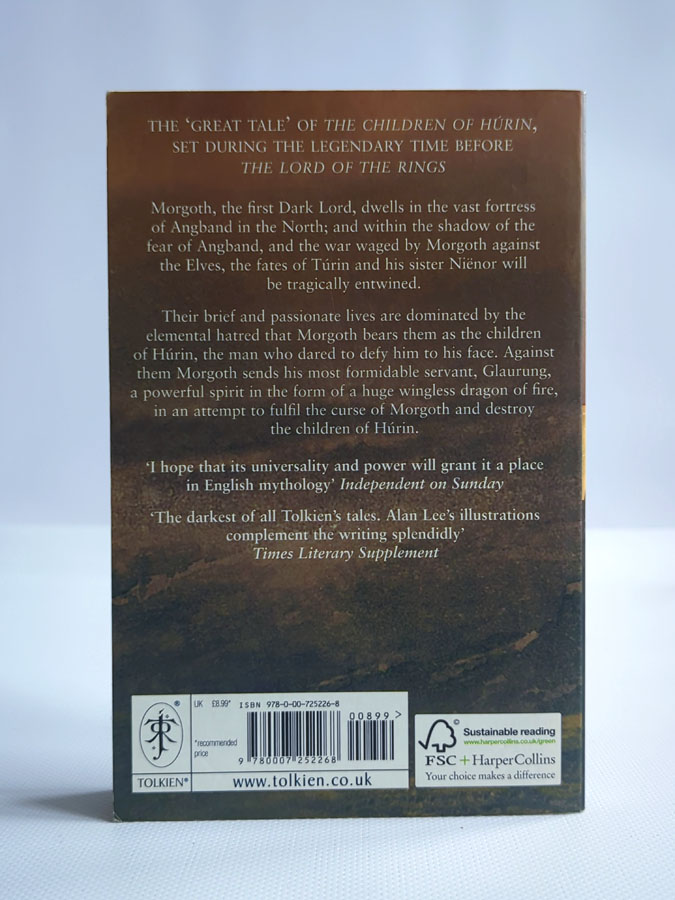 THE ‘GREAT TALE’ OF THE CHILDREN OF HÚRIN,
SET DURING THE LEGENDARY TIME BEFORE
THE LORD OF THE RINGS
Morgoth, the first Dark Lord, dwells in the vast fortress
of Angband in the North; and within the shadow of the
fear of Angband, and the war waged by Morgoth against
the Elves, the fates of Túrin and his sister Niënor will
be tragically entwined.
Their brief and passionate lives are dominated by the
elemental hatred that Morgoth bears them as the children
of Húrin, the man who dared to defy him to his face. Against
them Morgoth sends his most formidable servant, Glaurung,
a powerful spirit in the form of a huge wingless dragon of fire,
in an attempt to fulfil the curse of Morgoth and destroy
the children of Húrin.
‘I hope that its universality and power will grant it a place
in English mythology’ Independent on Sunday
‘The darkest of all Tolkien’s tales. Alan Lee’s illustrations
complement the writing splendidly’
Times Literary Supplement
®
TOLKIEN®
UK £8.99*
*recommended
price
ISBN 978-0-00-725226-8
00899 >
9 780007 252268
www.tolkien.co.uk
©
Sustainable reading
www.harpercollins.co.uk/green
FSC + HarperCollins
Your choice makes a difference